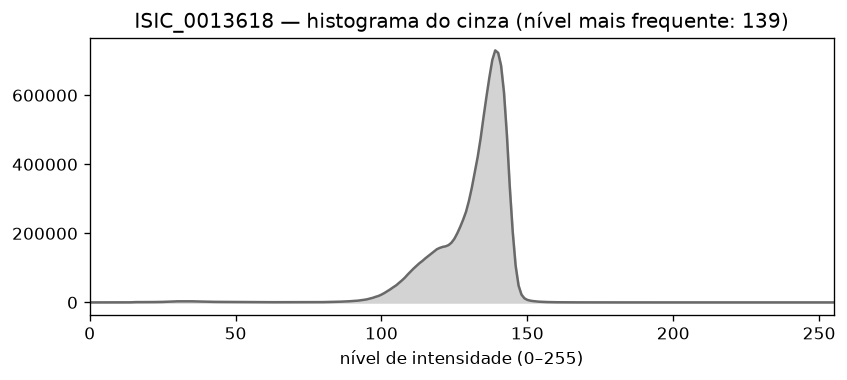 ISIC_0013618 — histograma do cinza (nível mais frequente: 139)
600000
400000
200000
0
0 50 100 150 200 250
nível de intensidade (0–255)